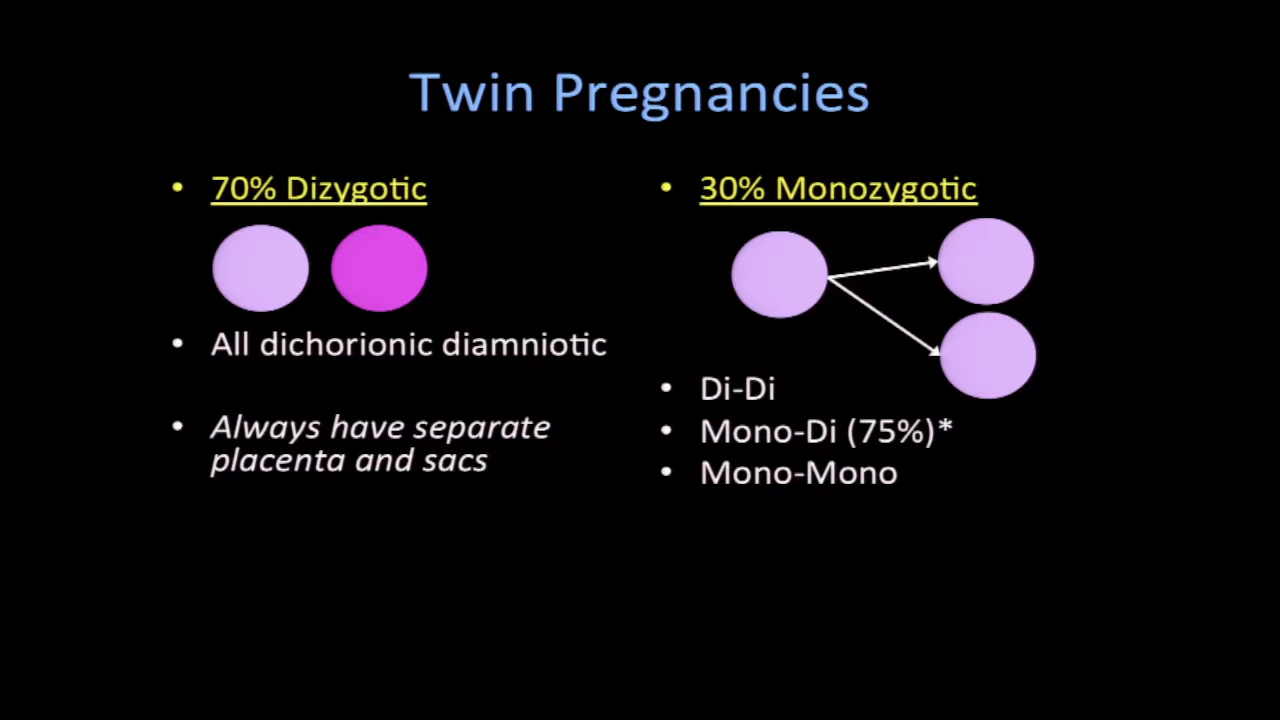 Twin Pregnancies
• 70% Dizygotic
• All dichorionic diamniotic
• Always have separate
placenta and sacs
• 30% Monozygotic
• Di-Di
• Mono-Di (75%)*
• Mono-Mono